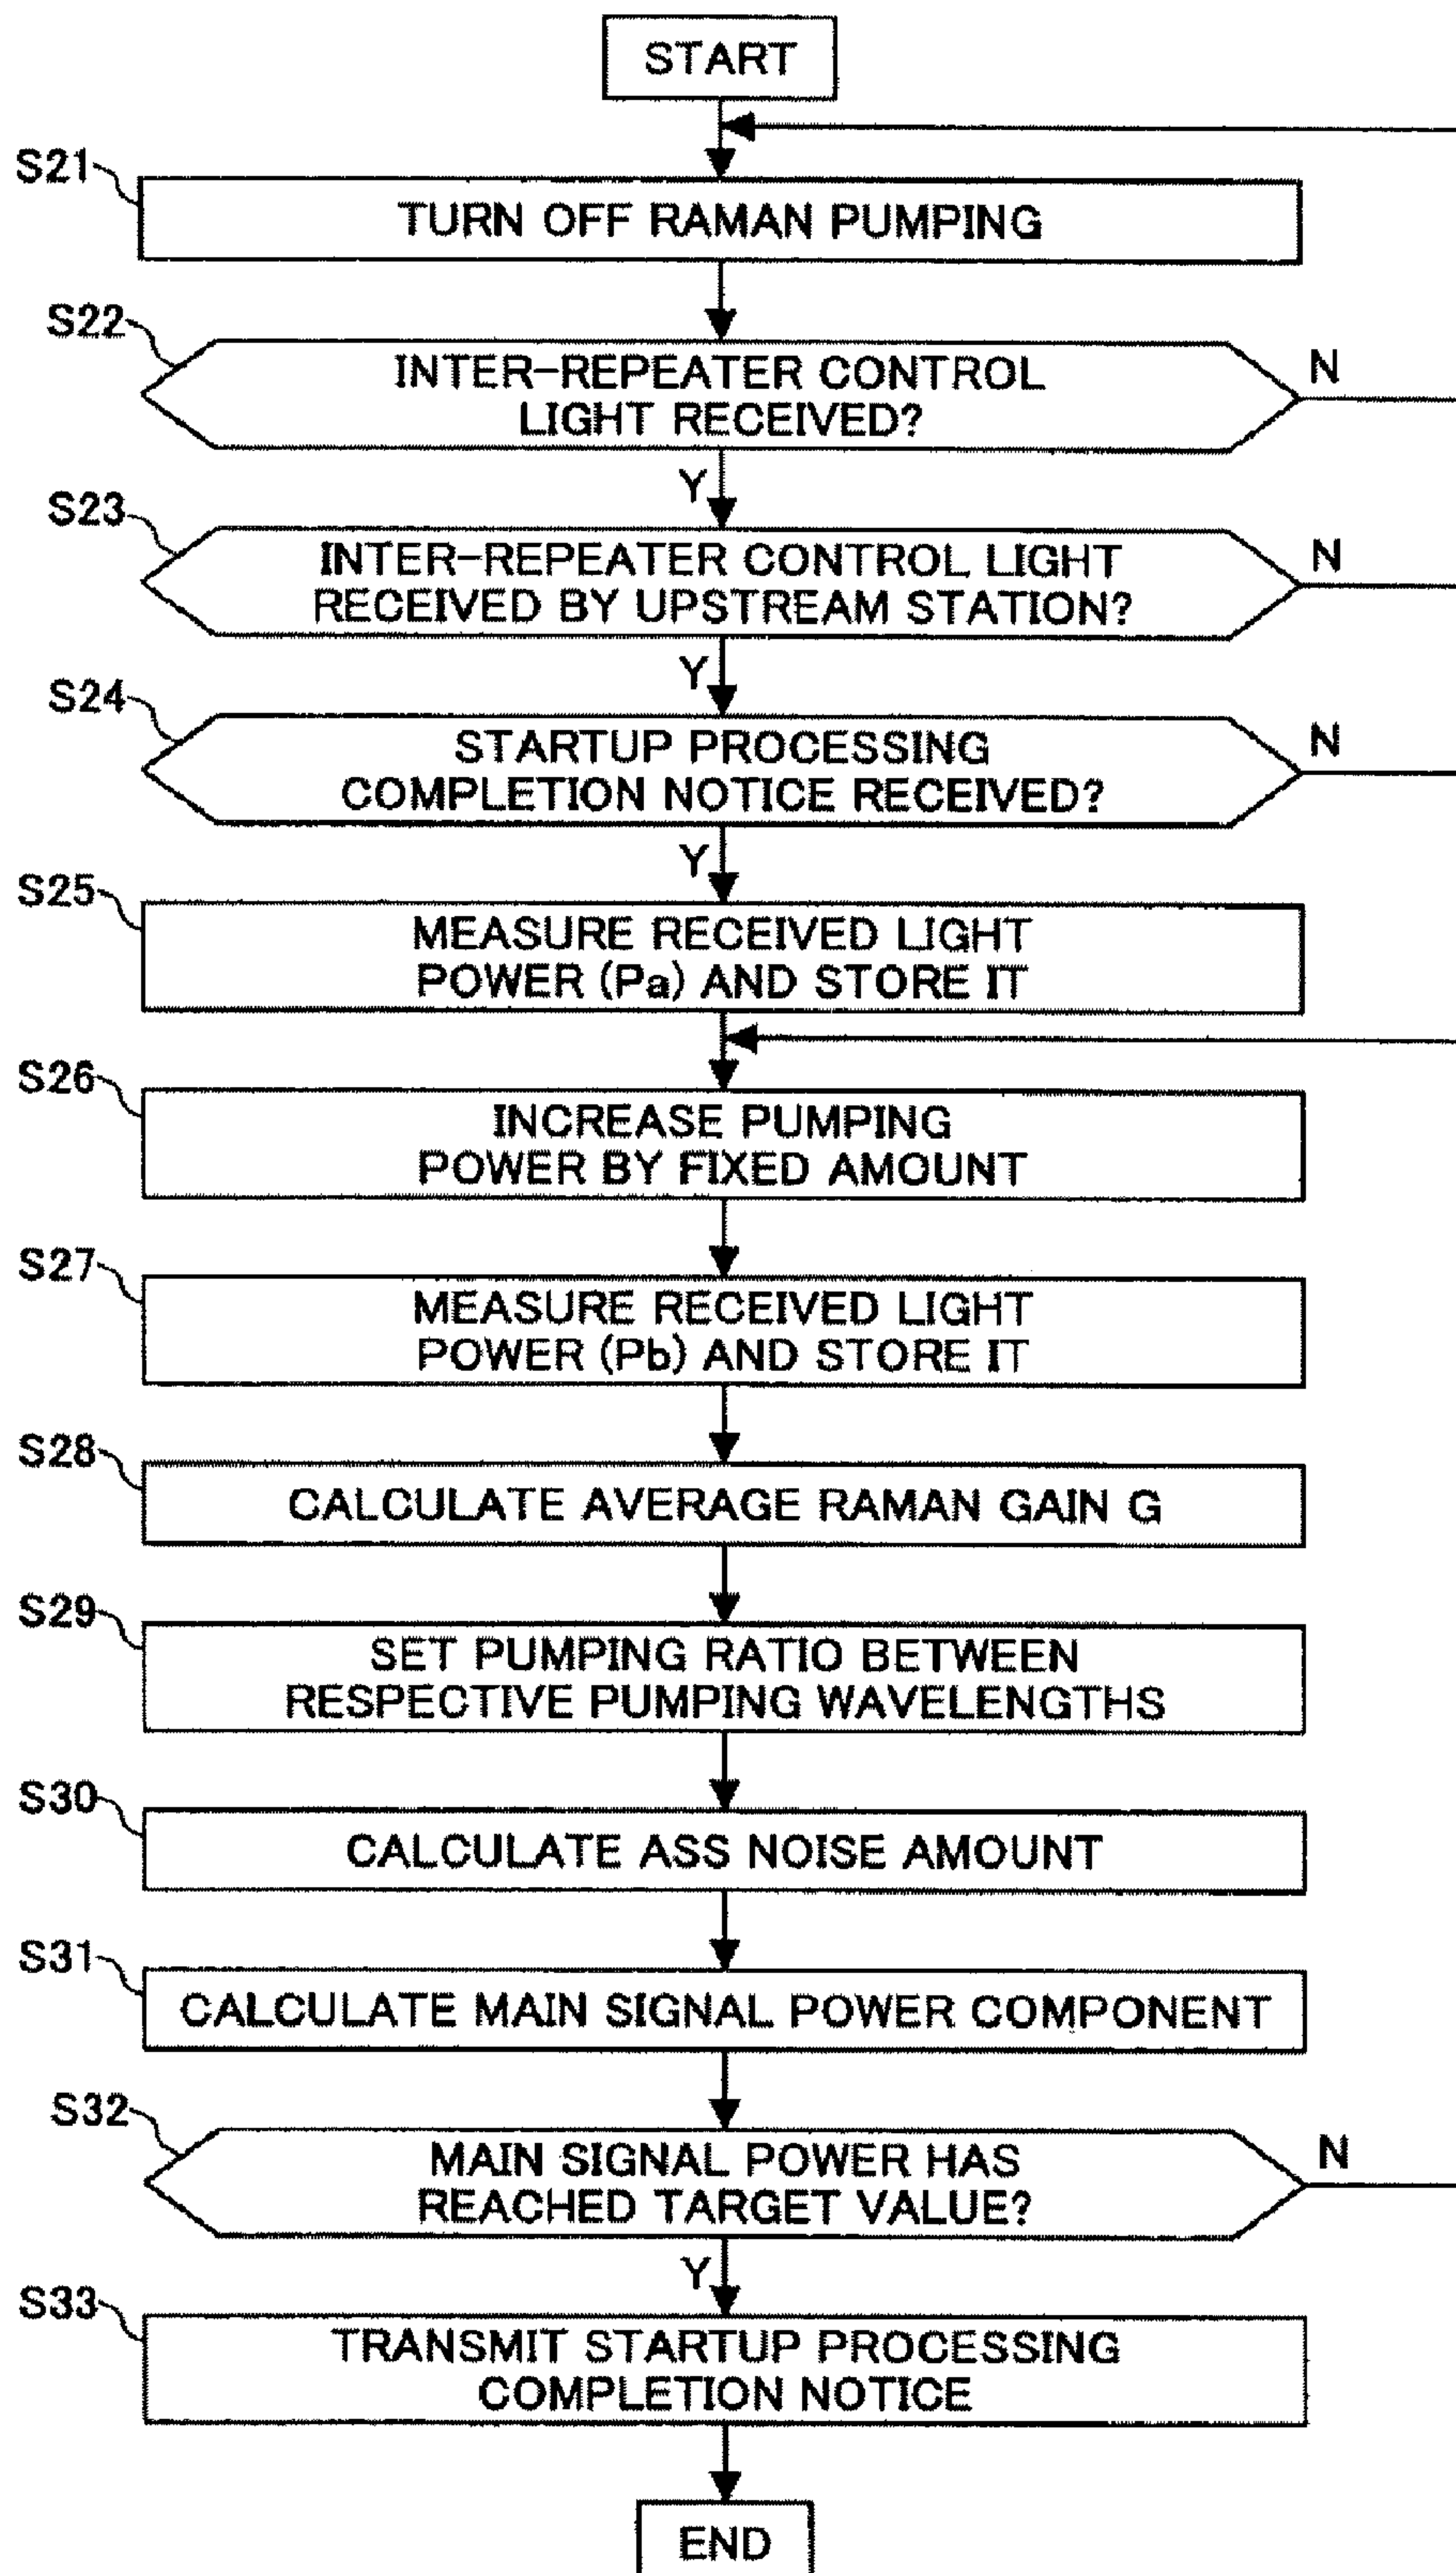 START
S21
TURN OFF RAMAN PUMPING
S22
INTER-REPEATER CONTROL
LIGHT RECEIVED?
N
Y
S23
INTER-REPEATER CONTROL LIGHT
RECEIVED BY UPSTREAM STATION?
N
Y
S24
STARTUP PROCESSING
COMPLETION NOTICE RECEIVED?
N
Y
S25
MEASURE RECEIVED LIGHT
POWER (Pa) AND STORE IT
S26
INCREASE PUMPING
POWER BY FIXED AMOUNT
S27
MEASURE RECEIVED LIGHT
POWER (Pb) AND STORE IT
S28
CALCULATE AVERAGE RAMAN GAIN G
S29
SET PUMPING RATIO BETWEEN
RESPECTIVE PUMPING WAVELENGTHS
S30
CALCULATE ASS NOISE AMOUNT
S31
CALCULATE MAIN SIGNAL POWER COMPONENT
S32
MAIN SIGNAL POWER HAS
REACHED TARGET VALUE?
N
Y
S33
TRANSMIT STARTUP PROCESSING
COMPLETION NOTICE
END